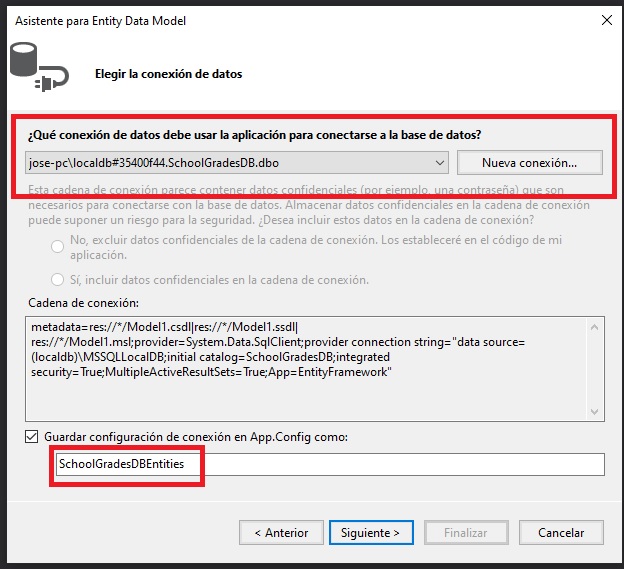 Asistente para Entity Data Model
Elegir la conexión de datos
¿Qué conexión de datos debe usar la aplicación para conectarse a la base de datos?
jose-pc\localdb#35400f44.SchoolGradesDB.dbo
Nueva conexión...
Esta cadena de conexión parece contener datos confidenciales (por ejemplo, una contraseña) que son
necesarios para conectarse con la base de datos. Almacenar datos confidenciales en la cadena de conexión
puede suponer un riesgo para la seguridad. ¿Desea incluir estos datos en la cadena de conexión?
No, excluir datos confidenciales de la cadena de conexión. Los estableceré en el código de mi
aplicación.
Sí, incluir datos confidenciales en la cadena de conexión.
Cadena de conexión:
metadata=res://*/Model1.csdl|res://*/Model1.ssdl|
res://*/Model1.msl;provider=System.Data.SqlClient;provider connection string="data source=
(localdb)\MSSQLLocalDB;initial catalog=SchoolGradesDB;integrated
security=True;MultipleActiveResultSets=True;App=EntityFramework"
Guardar configuración de conexión en App.Config como:
SchoolGradesDBEntities
< Anterior
Siguiente >
Finalizar
Cancelar